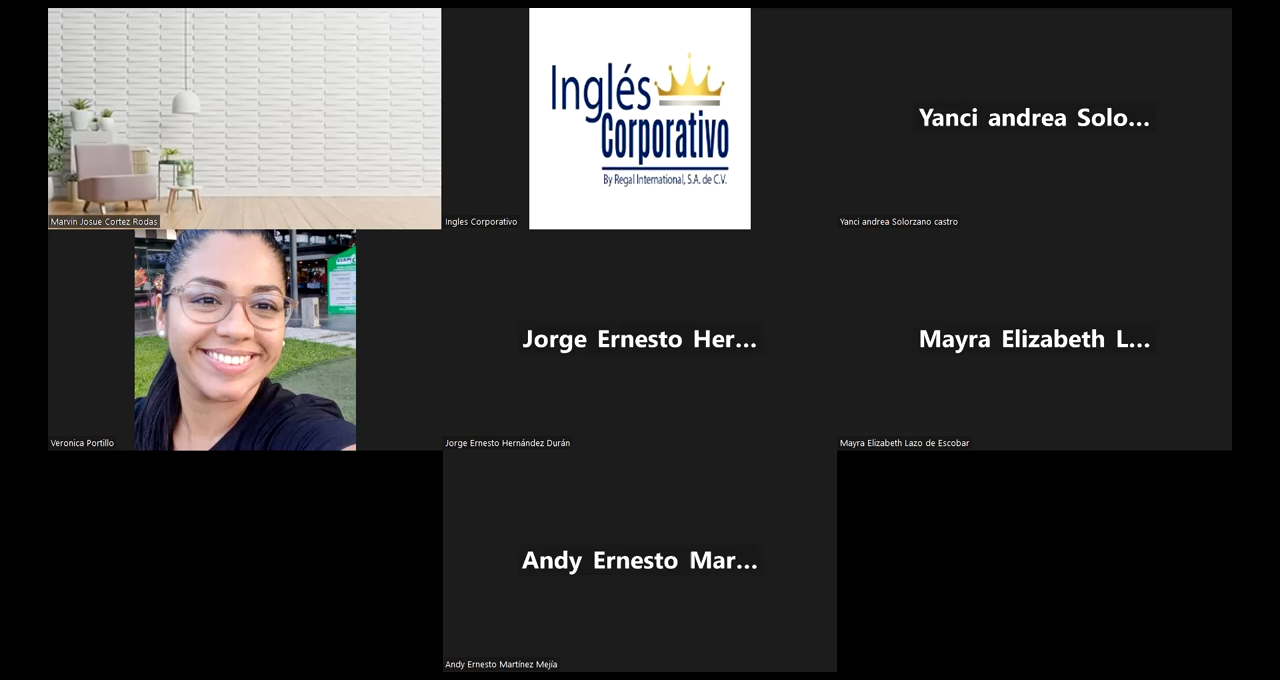 Inglés
Corporativo
By Regal International, S.A. de C.V.
Yanci andrea Solo...
Marvin Josue Cortez Rodas
Ingles Corporativo
Yanci andrea Solorzano castro
Jorge Ernesto Her...
Mayra Elizabeth L...
Veronica Portillo
Jorge Ernesto Hernández Durán
Mayra Elizabeth Lazo de Escobar
Andy Ernesto Mar...
Andy Ernesto Martínez Mejía